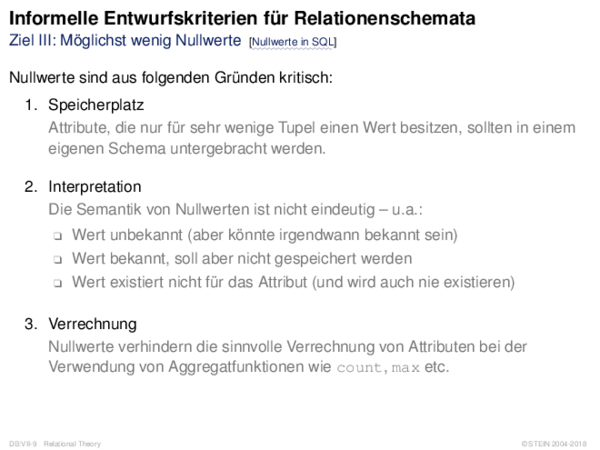 Informelle Entwurfskriterien für Relationenschemata
Ziel III: Möglichst wenig Nullwerte [Nullwerte in SQL]
Nullwerte sind aus folgenden Gründen kritisch:
1. Speicherplatz
Attribute, die nur für sehr wenige Tupel einen Wert besitzen, sollten in einem
eigenen Schema untergebracht werden.
2. Interpretation
Die Semantik von Nullwerten ist nicht eindeutig – u.a.:
❑ Wert unbekannt (aber könnte irgendwann bekannt sein)
❑ Wert bekannt, soll aber nicht gespeichert werden
❑ Wert existiert nicht für das Attribut (und wird auch nie existieren)
3. Verrechnung
Nullwerte verhindern die sinnvolle Verrechnung von Attributen bei der
Verwendung von Aggregatfunktionen wie count, max etc.
DB:VII-9 Relational Theory © STEIN 2004-2018